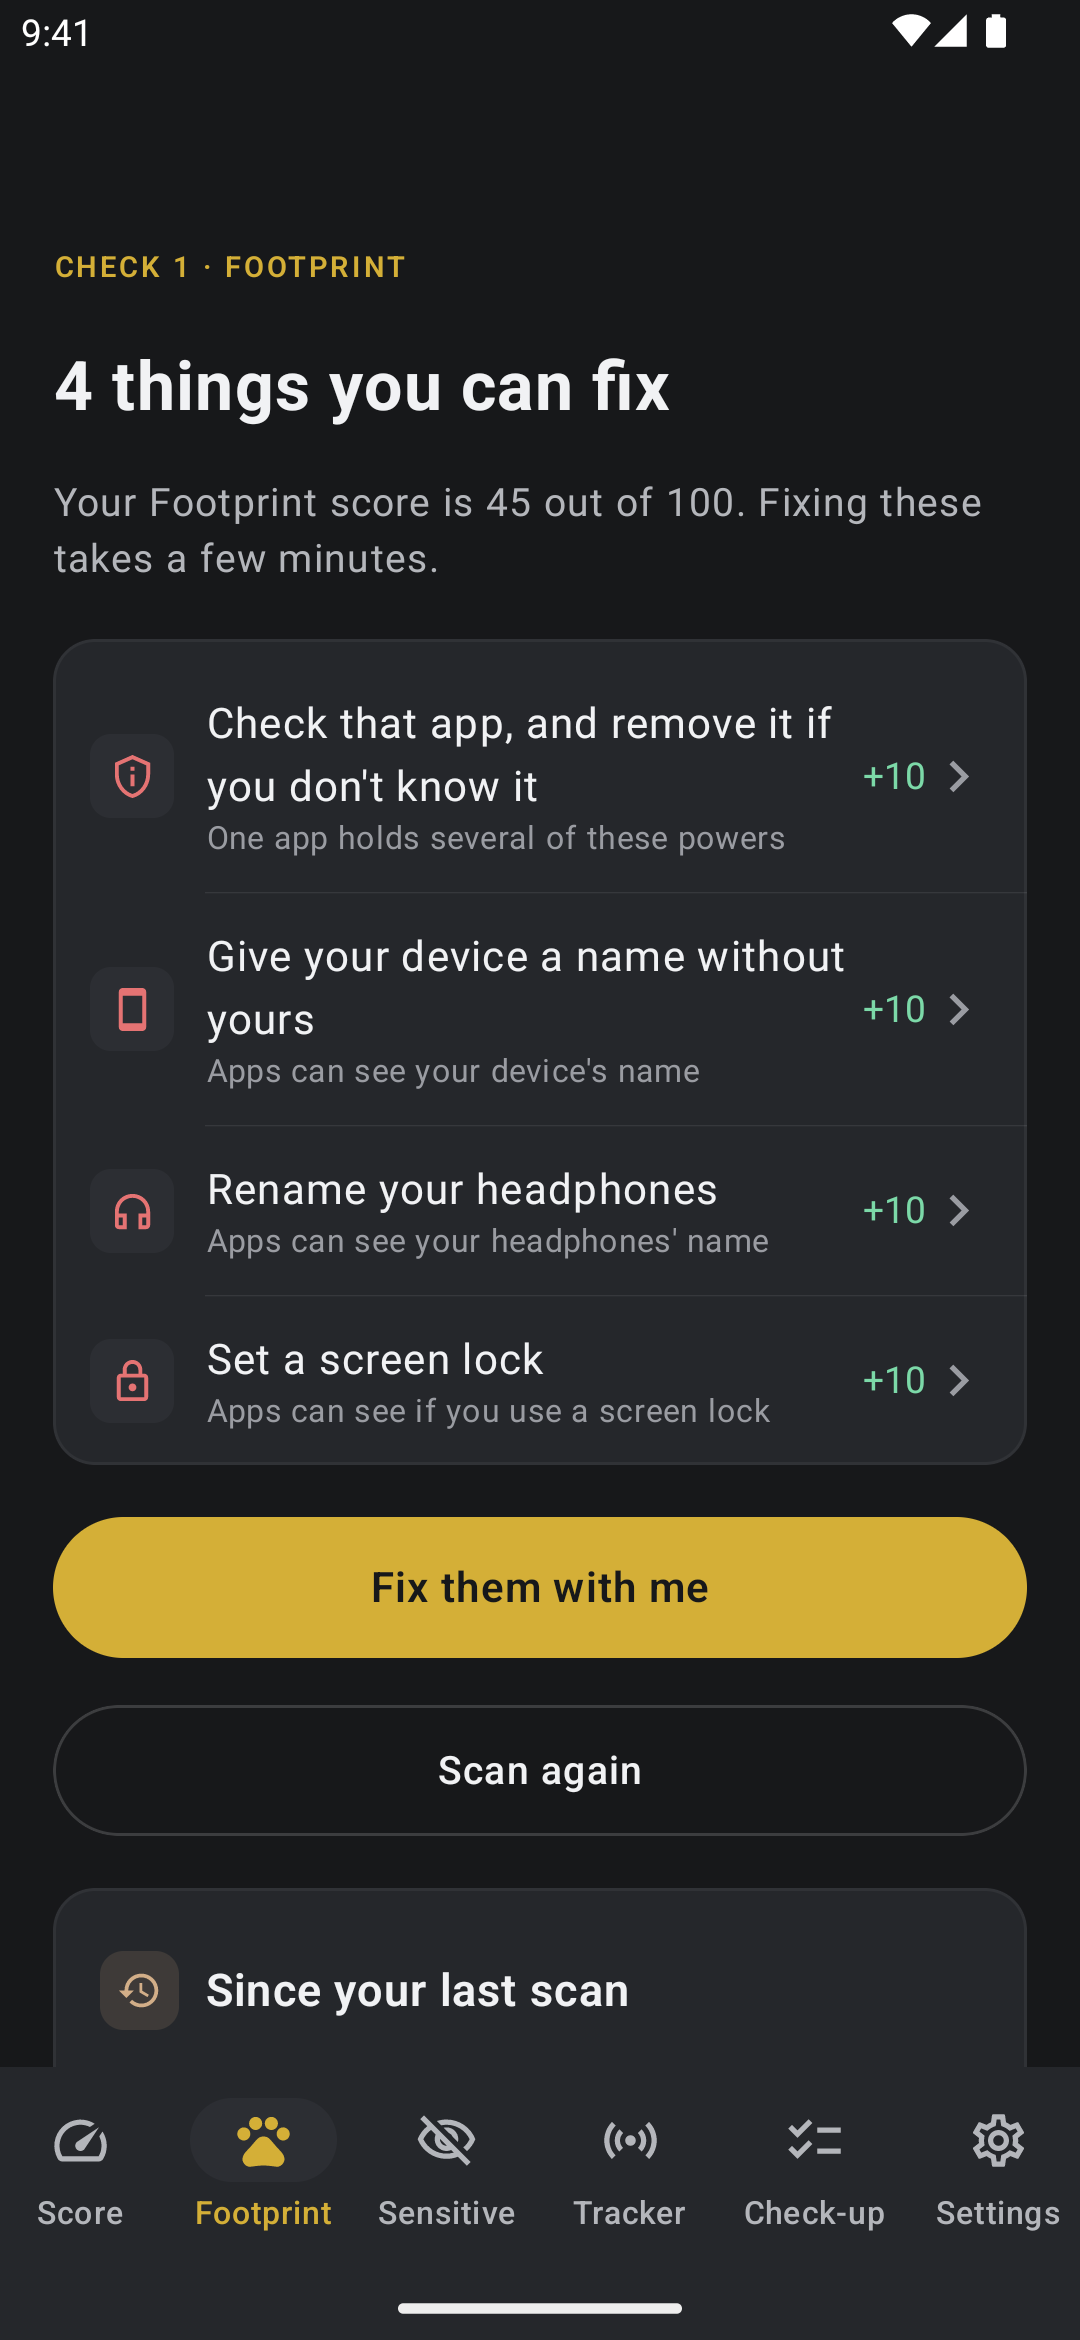 9:41
CHECK 1 · FOOTPRINT
4 things you can fix
Your Footprint score is 45 out of 100. Fixing these
takes a few minutes.
Check that app, and remove it if
you don't know it
One app holds several of these powers
+10
Give your device a name without
yours
Apps can see your device's name
+10
Rename your headphones
Apps can see your headphones' name
+10
Set a screen lock
Apps can see if you use a screen lock
+10
Fix them with me
Scan again
Since your last scan
Score
Footprint
Sensitive
Tracker
Check-up
Settings